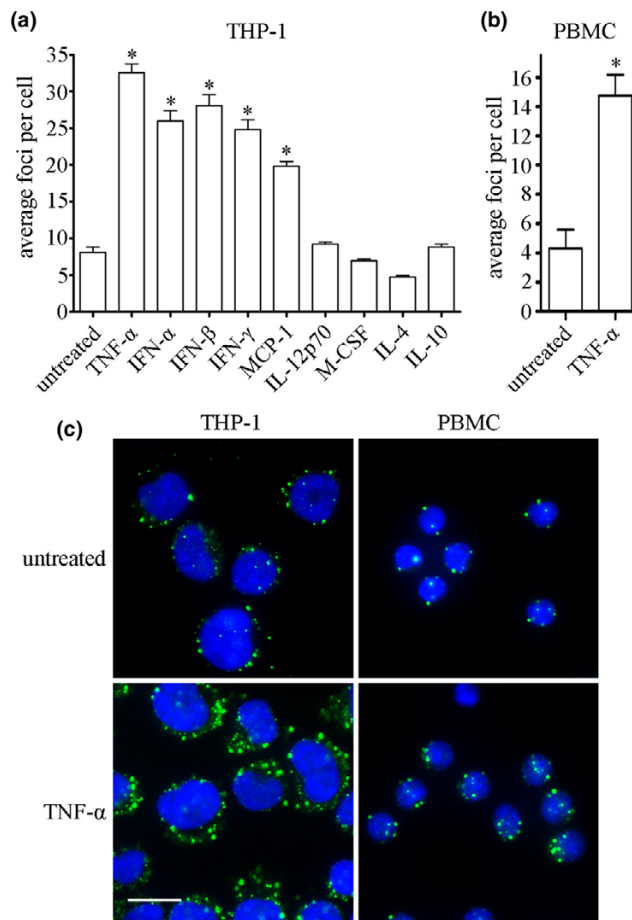 (a)
THP-1
average foci per cell
35
30
25
20
15
10
5
0
*
*
*
*
*
untreated
TNF-α
IFN-α
IFN-β
IFN-γ
MCP-1
IL-12p70
M-CSF
IL-4
IL-10
(b)
PBMC
average foci per cell
16
14
12
10
8
6
4
2
0
*
untreated
TNF-α
(c)
THP-1
PBMC
untreated
TNF-α